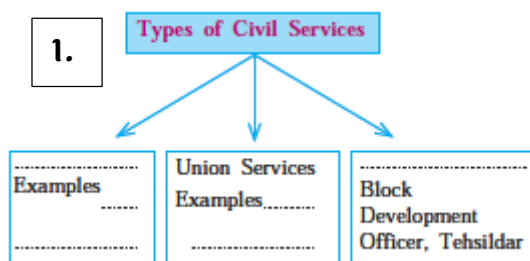 1.
Types of Civil Services
....................................
Examples
..........
....................................
Union Services
Examples..............
...........................
.......................................
Block
Development
Officer, Tehsildar